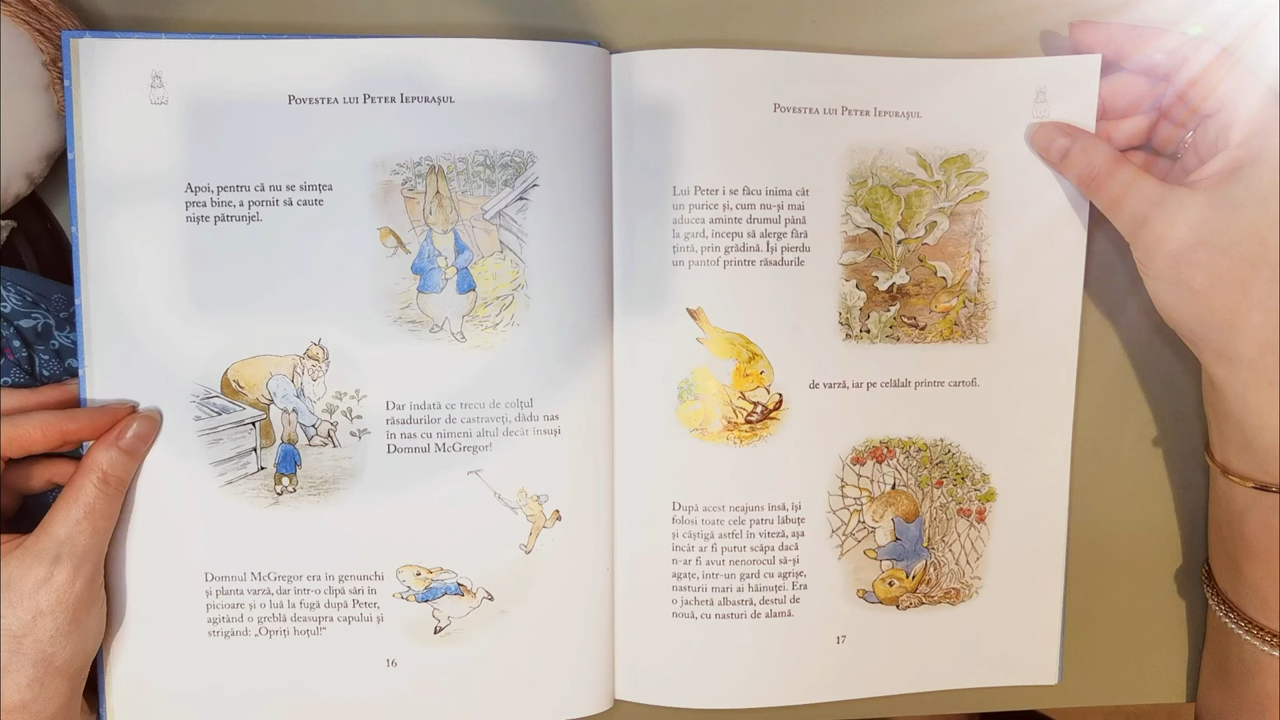 Povestea lui Peter Iepurașul
Apoi, pentru că nu se simțea
prea bine, a pornit să caute
niște pătrunjel.
Dar îndată ce trecu de colțul
răsadurilor de castraveți, dădu nas
în nas cu nimeni altul decât însuși
Domnul McGregor!
Domnul McGregor era în genunchi
și planta varză, dar într-o clipă sări în
picioare și o luă la fugă după Peter,
agitând o greblă deasupra capului și
strigând: „Opriți hoțul!“
16
Povestea lui Peter Iepurașul
Lui Peter i se făcu inima cât
un purice și, cum nu-și mai
aducea aminte drumul până
la gard, începu să alerge fără
țintă, prin grădină. Își pierdu
un pantof printre răsadurile
de varză, iar pe celălalt printre cartofi.
După acest neajuns însă, își
folosi toate cele patru lăbuțe
și câștigă astfel în viteză, așa
încât ar fi putut scăpa dacă
n-ar fi avut nenorocul să-și
agațe, într-un gard cu agrișe,
nasturii mari ai hăinuței. Era
o jachetă albastră, destul de
nouă, cu nasturi de alamă.
17